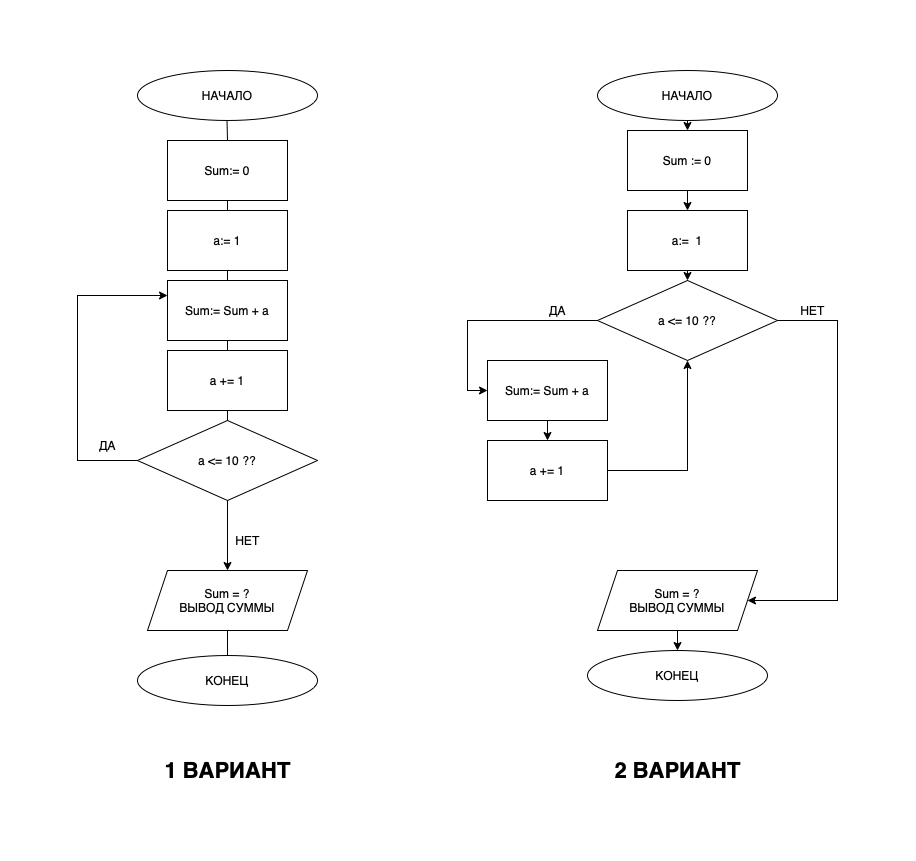 НАЧАЛО
Sum:= 0
a:= 1
Sum:= Sum + a
a += 1
ДА
a <= 10 ??
НЕТ
Sum = ?
ВЫВОД СУММЫ
КОНЕЦ
1 ВАРИАНТ
НАЧАЛО
Sum := 0
a:= 1
ДА
a <= 10 ??
НЕТ
Sum:= Sum + a
a += 1
Sum = ?
ВЫВОД СУММЫ
КОНЕЦ
2 ВАРИАНТ